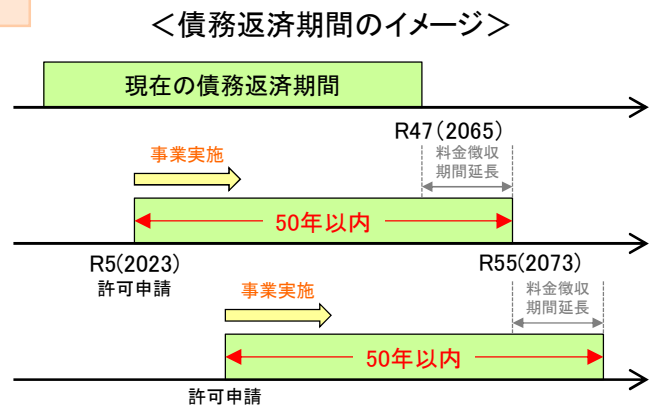 ＜債務返済期間のイメージ＞
現在の債務返済期間
R47(2065)
事業実施
料金徴収
期間延長
50年以内
R5(2023)
許可申請
R55(2073)
事業実施
料金徴収
期間延長
50年以内
許可申請